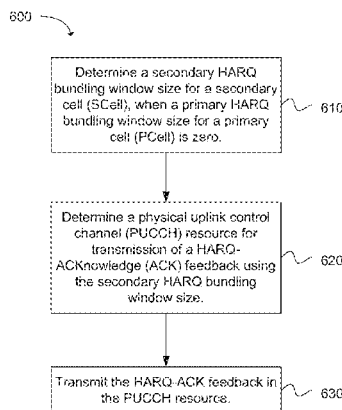 600
Determine a secondary HARQ
bundling window size for a secondary
cell (SCell), when a primary HARQ
bundling window size for a primary
cell (PCell) is zero.
610
Determine a physical uplink control
channel (PUCCH) resource for
transmission of a HARQ-
ACKnowledge (ACK) feedback using
the secondary HARQ bundling
window size.
620
Transmit the HARQ-ACK feedback in
the PUCCH resource.
630